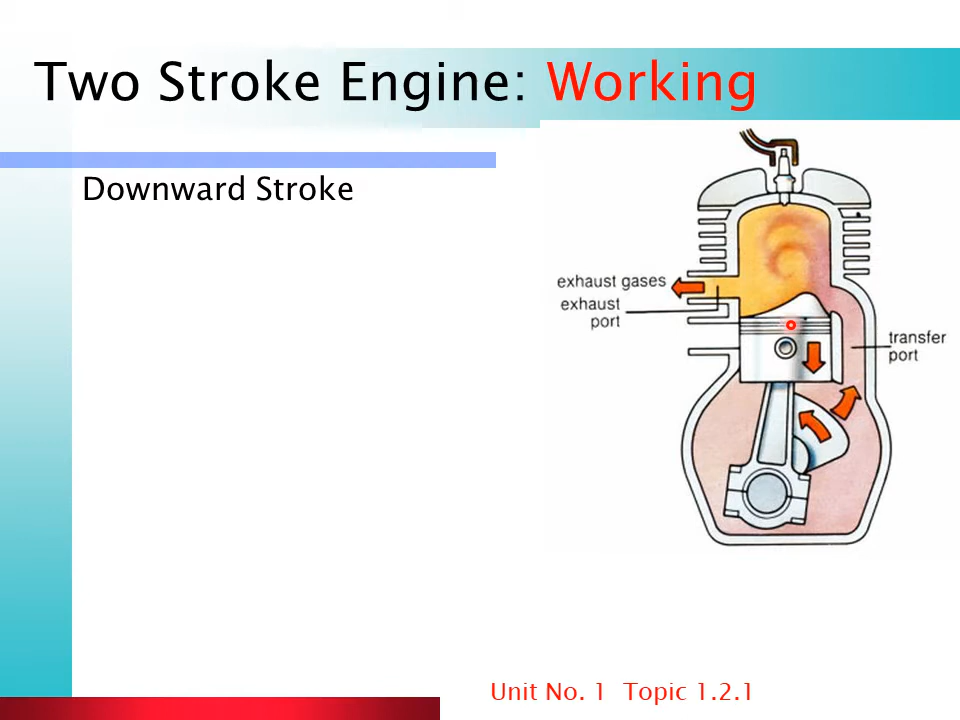 Two Stroke Engine: Working
Downward Stroke
exhaust gases
exhaust
port
transfer
port
Unit No. 1 Topic 1.2.1